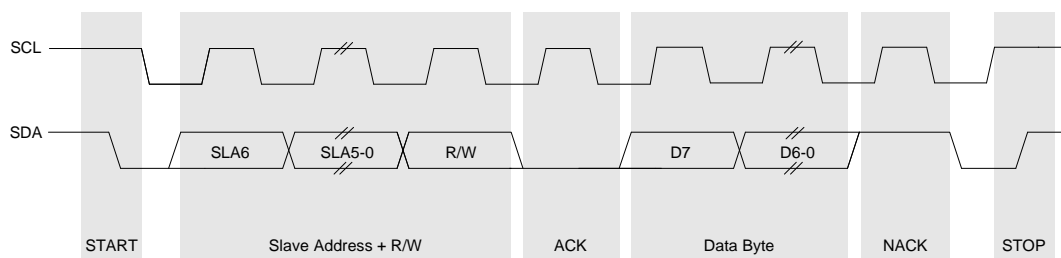 SCL
SDA
SLA6
SLA5-0
R/W
D7
D6-0
START
Slave Address + R/W
ACK
Data Byte
NACK
STOP